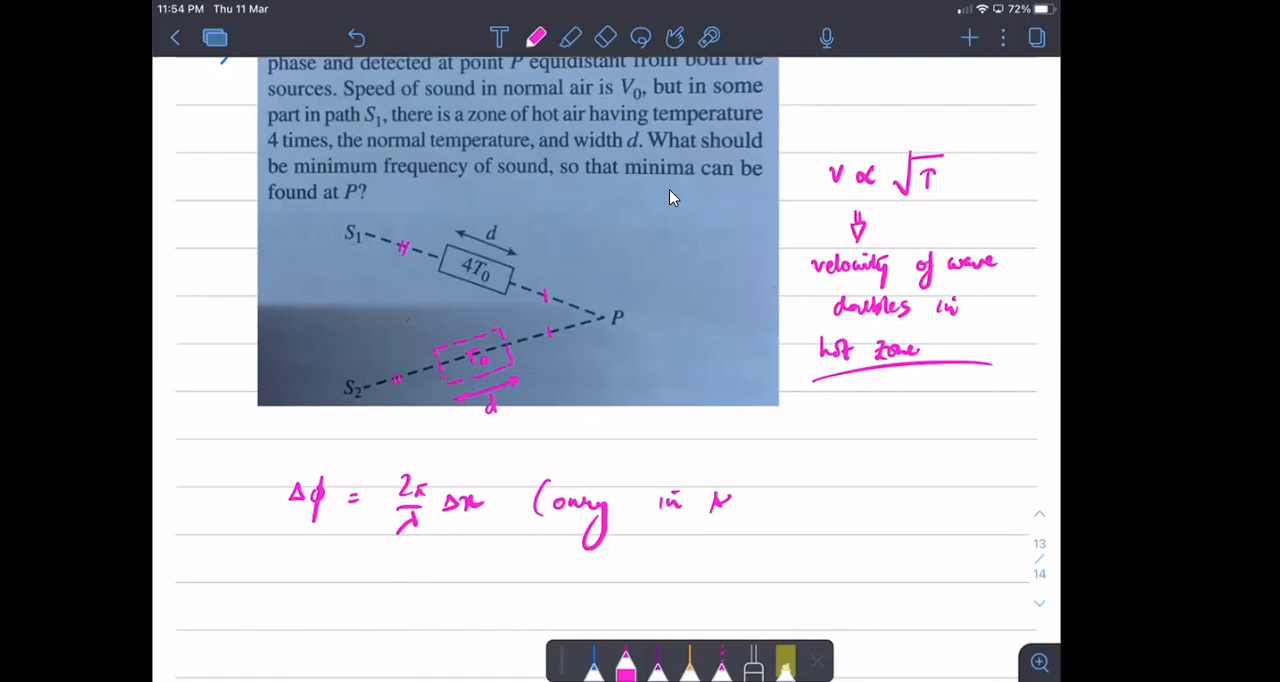 11:54 PM Thu 11 Mar
72%
T
phase and detected at point P equidistant from both the
sources. Speed of sound in normal air is V₀, but in some
part in path S₁, there is a zone of hot air having temperature
4 times, the normal temperature, and width d. What should
be minimum frequency of sound, so that minima can be
found at P?
S₁
d
4T₀
P
T₀
S₂
d
v ∝ √T
⇓
velocity of wave
doubles in
hot zone
Δϕ = 2π/λ Δx (only in
13
/
14